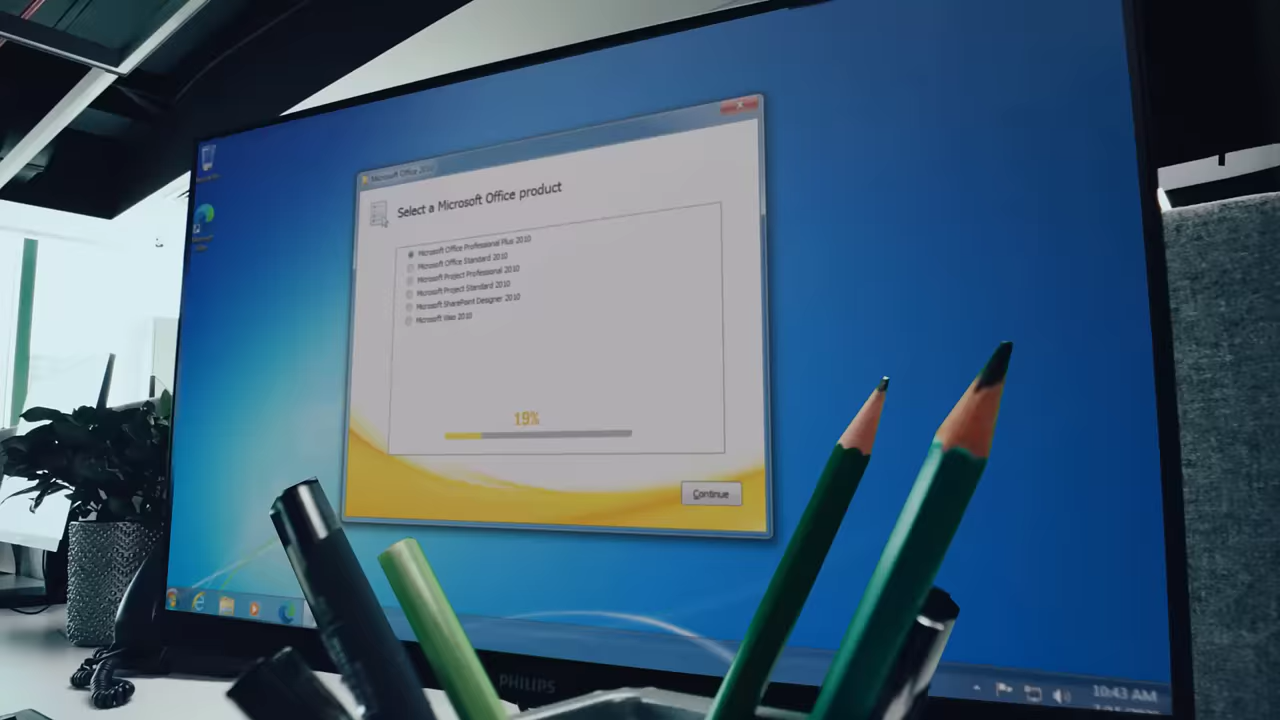 Microsoft Office 2010
Select a Microsoft Office product
Microsoft Office Professional Plus 2010
Microsoft Office Standard 2010
Microsoft Project Professional 2010
Microsoft Project Standard 2010
Microsoft SharePoint Designer 2010
Microsoft Visio 2010
19%
Continue
PHILIPS
10:43 AM